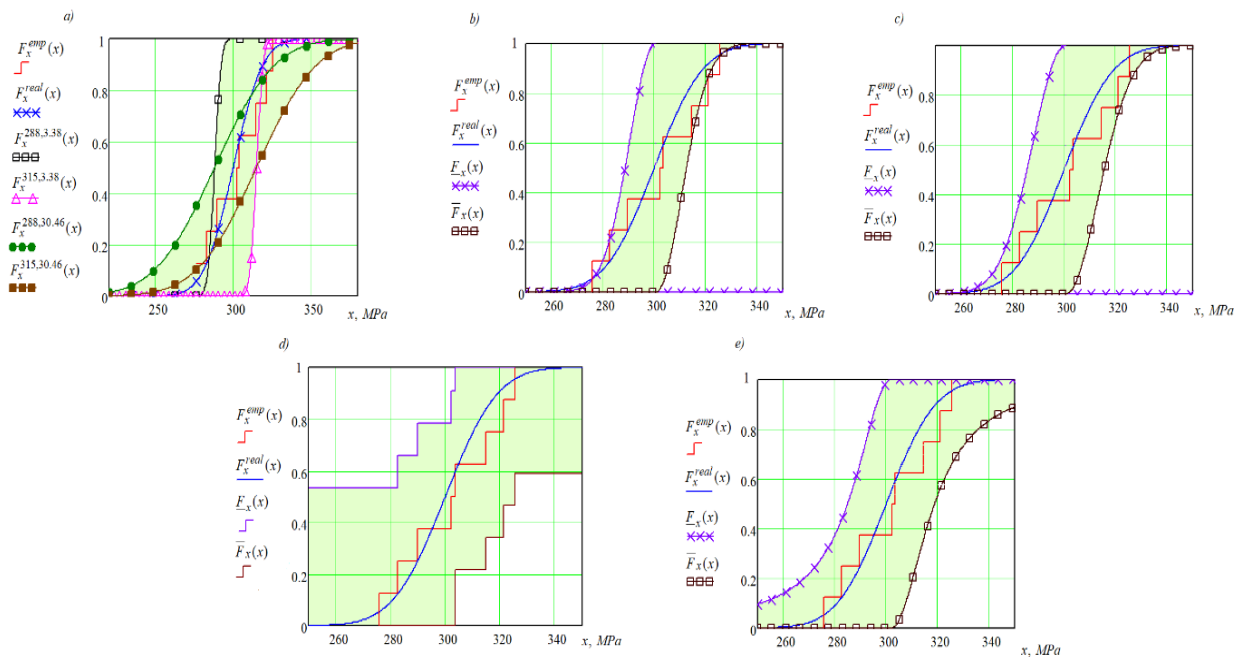 a)
F_x^emp(x)
F_x^real(x)
F_x^288,3.38(x)
F_x^315,3.38(x)
F_x^288,30.46(x)
F_x^315,30.46(x)
1
0.8
0.6
0.4
0.2
0
250 300 350
x, MPa
b)
F_x^emp(x)
F_x^real(x)
F̲_x(x)
F̅_x(x)
1
0.8
0.6
0.4
0.2
0
260 280 300 320 340
x, MPa
c)
F_x^emp(x)
F_x^real(x)
F̲_x(x)
F̅_x(x)
1
0.8
0.6
0.4
0.2
0
260 280 300 320 340
x, MPa
d)
F_x^emp(x)
F_x^real(x)
F̲_x(x)
F̅_x(x)
1
0.8
0.6
0.4
0.2
0
260 280 300 320 340
x, MPa
e)
F_x^emp(x)
F_x^real(x)
F̲_x(x)
F̅_x(x)
1
0.8
0.6
0.4
0.2
0
260 280 300 320 340
x, MPa